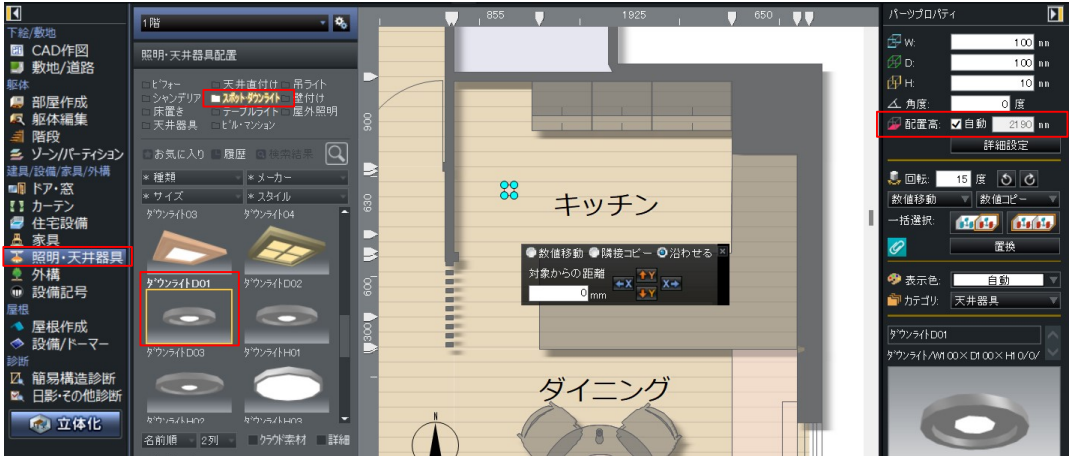 下絵/敷地
CAD作図
敷地/道路
躯体
部屋作成
躯体編集
階段
ゾーン/パーティション
建具/設備/家具/外構
ドア・窓
カーテン
住宅設備
家具
照明・天井器具
外構
設備記号
屋根
屋根作成
設備/ドーマー
診断
簡易構造診断
日影・その他診断
立体化
1階
照明・天井器具配置
ビフォー 天井直付け 吊ライト
シャンデリア スポット・ダウンライト 壁付け
床置き テーブルライト 屋外照明
天井器具 ビル・マンション
お気に入り 履歴 検索結果
* 種類 * メーカー
* サイズ * スタイル
ダウンライト03 ダウンライト04
ダウンライトD01 ダウンライトD02
ダウンライトD03 ダウンライトH01
ダウンライトH02 ダウンライトH03
名前順 2列 クラウド素材 詳細
855 1925 650
900
630
600
300
キッチン
数値移動 隣接コピー 沿わせる
対象からの距離
0 mm
←X ↑Y X→
↓Y
ダイニング
N
パーツプロパティ
W: 100 mm
D: 100 mm
H: 10 mm
角度: 0 度
配置高: 自動 2190 mm
詳細設定
回転: 15 度
数値移動 数値コピー
一括選択:
置換
表示色: 自動
カテゴリ: 天井器具
ダウンライトD01
ダウンライト/W100×D100×H10/0/